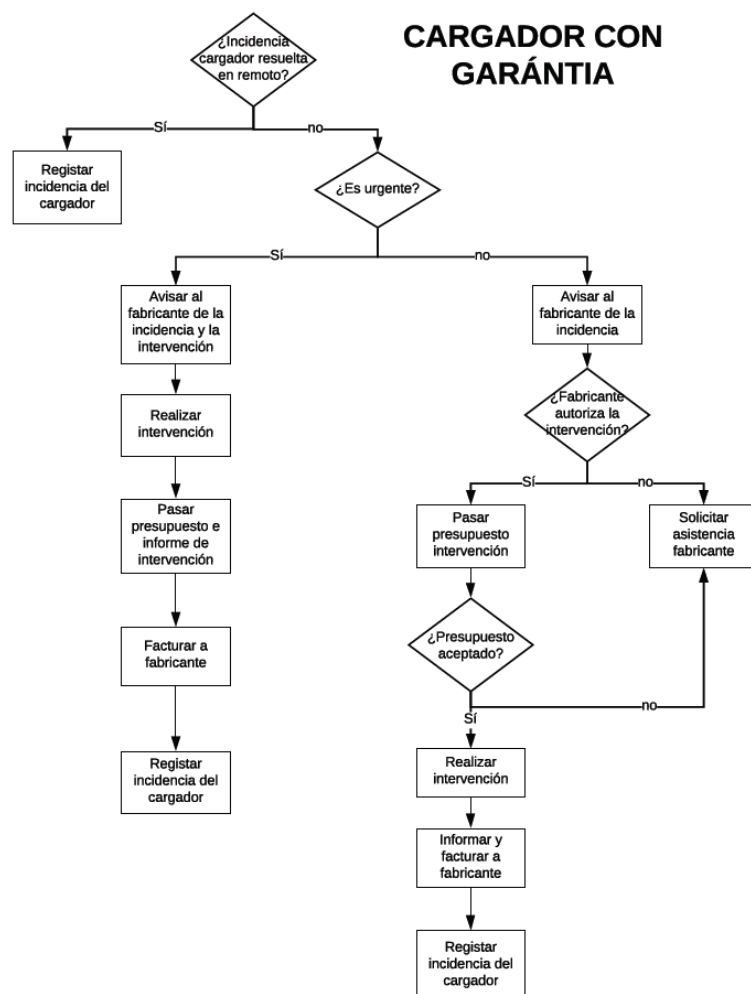 CARGADOR CON
GARÁNTIA
¿Incidencia
cargador resuelta
en remoto?
Sí
no
Registar
incidencia del
cargador
¿Es urgente?
Sí
no
Avisar al
fabricante de la
incidencia y la
intervención
Avisar al
fabricante de la
incidencia
Realizar
intervención
¿Fabricante
autoriza la
intervención?
Sí
no
Pasar
presupuesto e
informe de
intervención
Pasar
presupuesto
intervención
Solicitar
asistencia
fabricante
Facturar a
fabricante
¿Presupuesto
aceptado?
no
Sí
Registar
incidencia del
cargador
Realizar
intervención
Informar y
facturar a
fabricante
Registar
incidencia del
cargador